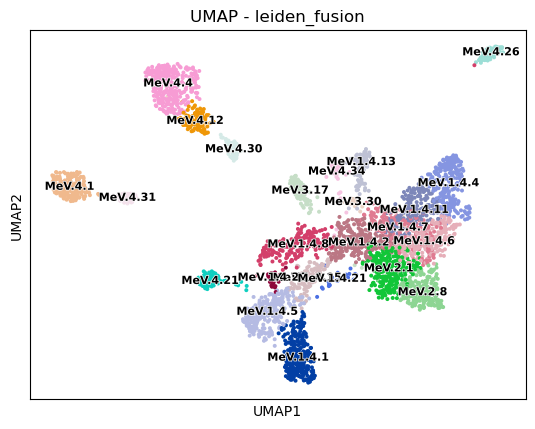 UMAP - leiden_fusion
MeV.4.26
MeV.4.4
MeV.4.12
MeV.4.30
MeV.1.4.13
MeV.4.34
MeV.4.1
MeV.4.31
MeV.3.17
MeV.1.4.4
MeV.3.30
MeV.1.4.11
MeV.1.4.7
MeV.1.4.8
MeV.1.4.2
MeV.1.4.6
MeV.2.1
MeV.4.21
MeV.1.4.21
MeV.2.8
MeV.1.4.5
MeV.1.4.1
UMAP1
UMAP2